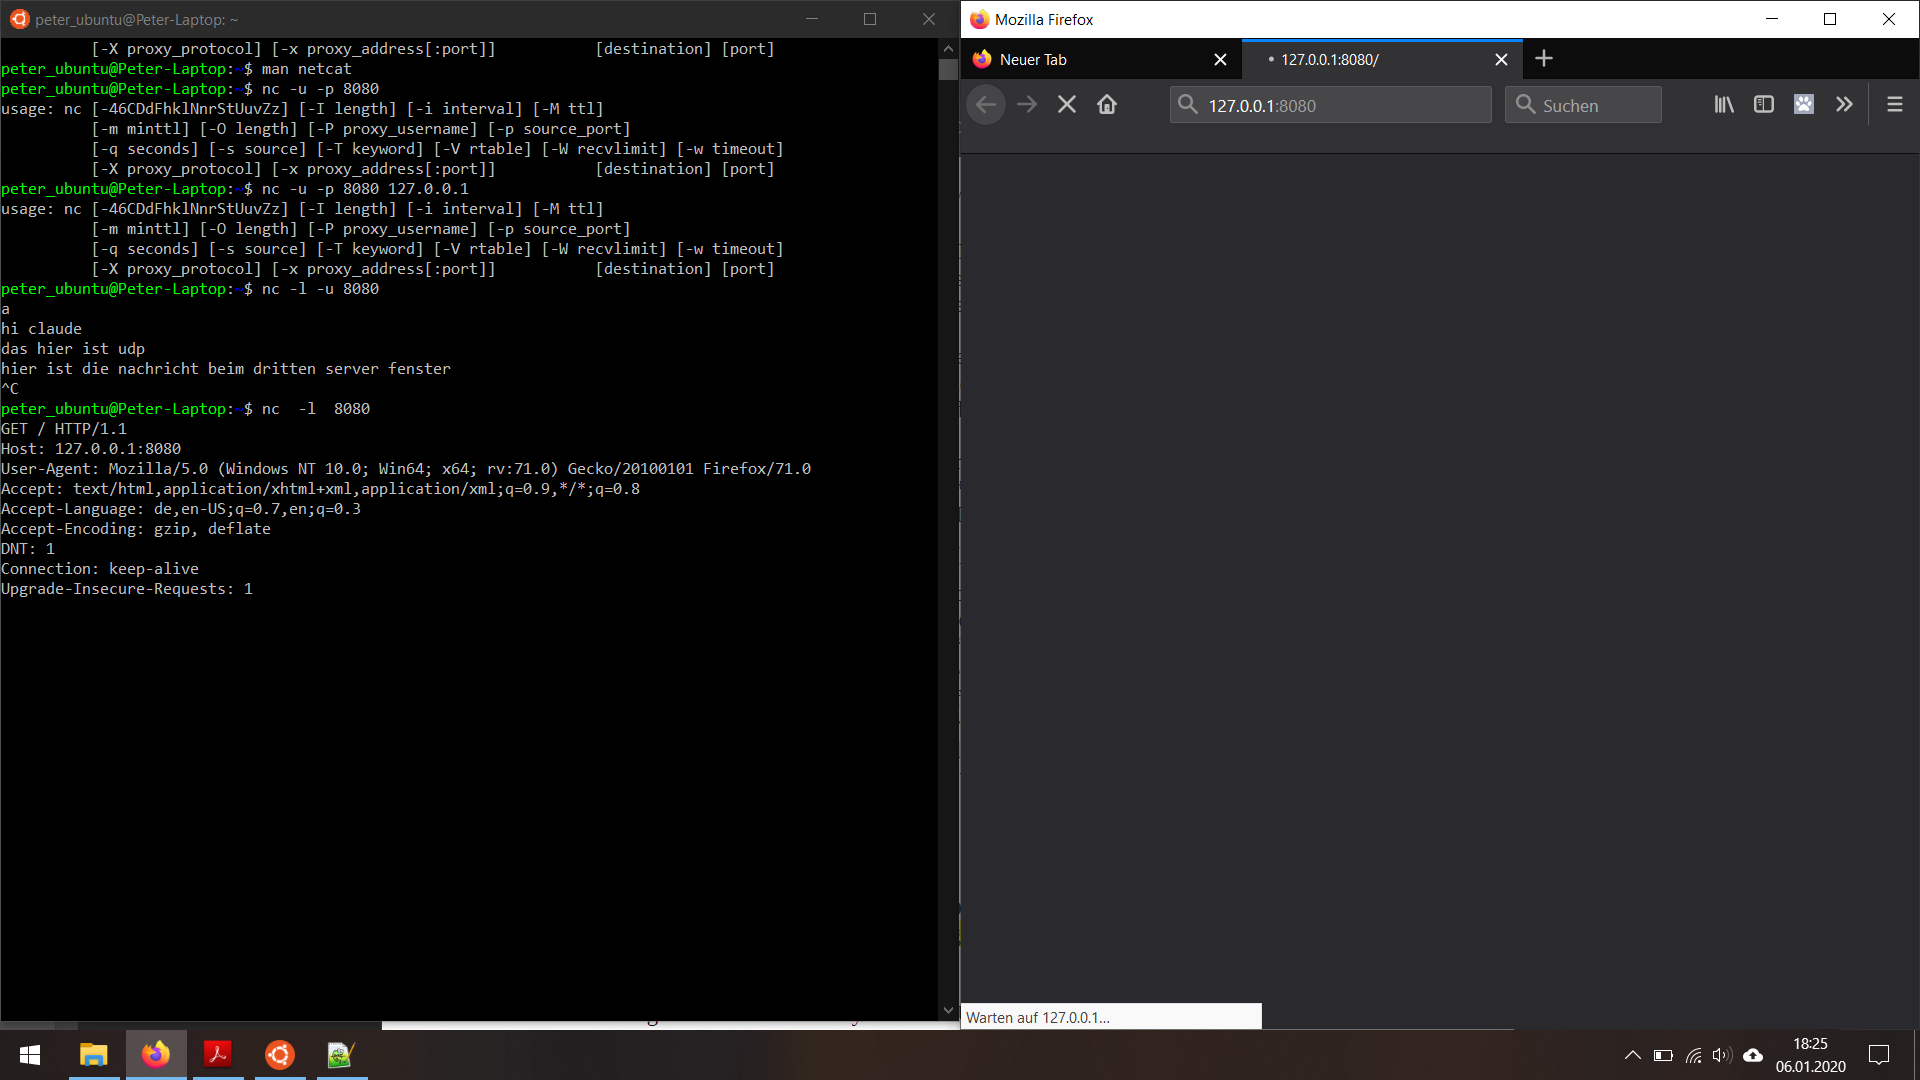 peter_ubuntu@Peter-Laptop: ~
[-X proxy_protocol] [-x proxy_address[:port]]           [destination] [port]
peter_ubuntu@Peter-Laptop:~$ man netcat
peter_ubuntu@Peter-Laptop:~$ nc -u -p 8080
usage: nc [-46CDdFhklNnrStUuvZz] [-I length] [-i interval] [-M ttl]
[-m minttl] [-O length] [-P proxy_username] [-p source_port]
[-q seconds] [-s source] [-T keyword] [-V rtable] [-W recvlimit] [-w timeout]
[-X proxy_protocol] [-x proxy_address[:port]]           [destination] [port]
peter_ubuntu@Peter-Laptop:~$ nc -u -p 8080 127.0.0.1
usage: nc [-46CDdFhklNnrStUuvZz] [-I length] [-i interval] [-M ttl]
[-m minttl] [-O length] [-P proxy_username] [-p source_port]
[-q seconds] [-s source] [-T keyword] [-V rtable] [-W recvlimit] [-w timeout]
[-X proxy_protocol] [-x proxy_address[:port]]           [destination] [port]
peter_ubuntu@Peter-Laptop:~$ nc -l -u 8080
a
hi claude
das hier ist udp
hier ist die nachricht beim dritten server fenster
^C
peter_ubuntu@Peter-Laptop:~$ nc  -l  8080
GET / HTTP/1.1
Host: 127.0.0.1:8080
User-Agent: Mozilla/5.0 (Windows NT 10.0; Win64; x64; rv:71.0) Gecko/20100101 Firefox/71.0
Accept: text/html,application/xhtml+xml,application/xml;q=0.9,*/*;q=0.8
Accept-Language: de,en-US;q=0.7,en;q=0.3
Accept-Encoding: gzip, deflate
DNT: 1
Connection: keep-alive
Upgrade-Insecure-Requests: 1
Mozilla Firefox
Neuer Tab
127.0.0.1:8080/
127.0.0.1:8080
Suchen
Warten auf 127.0.0.1...
18:25
06.01.2020